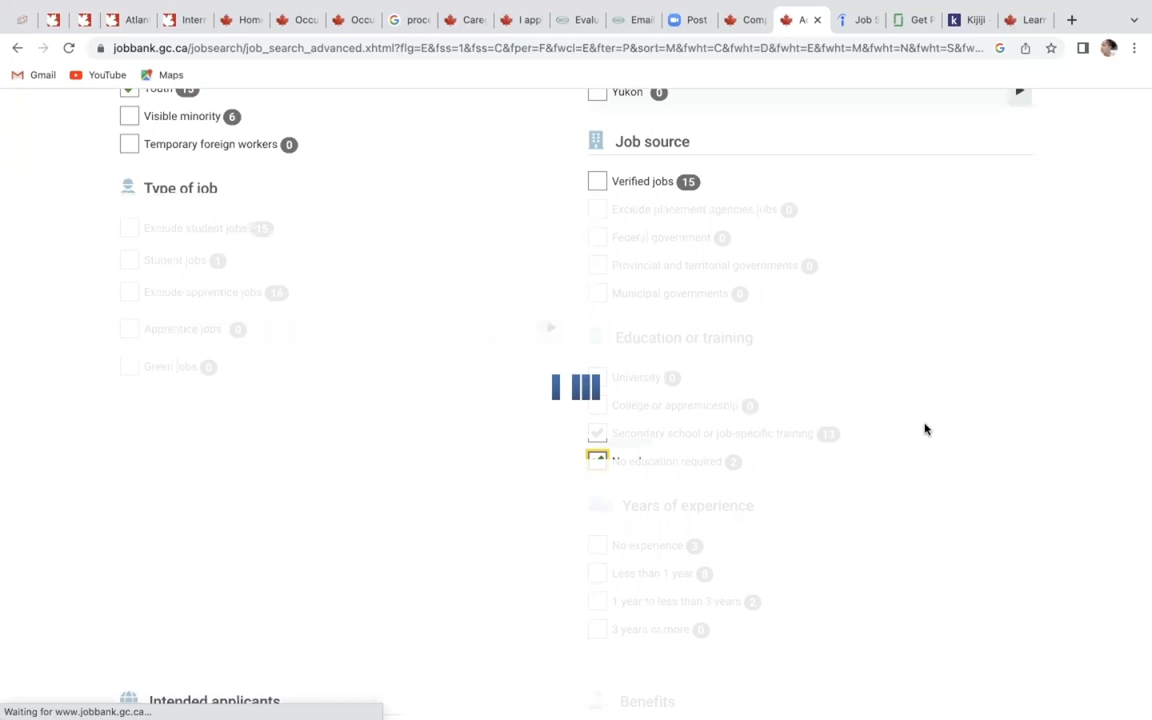 Atlan
Intern
Hom
Occu
Occu
proc
Care
I app
Evalu
Email
Post
Comp
A
Job S
Get P
Kijiji
Learn
jobbank.gc.ca/jobsearch/job_search_advanced.xhtml?flg=E&fss=1&fss=C&fper=F&fwcl=E&fter=P&sort=M&fwht=C&fwht=D&fwht=E&fwht=M&fwht=N&fwht=S&fw...
Gmail
YouTube
Maps
Youth 15
Visible minority 6
Temporary foreign workers 0
Type of job
Exclude student jobs 15
Student jobs 1
Exclude apprentice jobs 16
Apprentice jobs 0
Green jobs 0
Intended applicants
Yukon 0
Job source
Verified jobs 15
Exclude placement agencies jobs 0
Federal government 0
Provincial and territorial governments 0
Municipal governments 0
Education or training
University 0
College or apprenticeship 0
Secondary school or job-specific training 13
No education required 2
Years of experience
No experience 3
Less than 1 year 8
1 year to less than 3 years 2
3 years or more 0
Benefits
Waiting for www.jobbank.gc.ca...